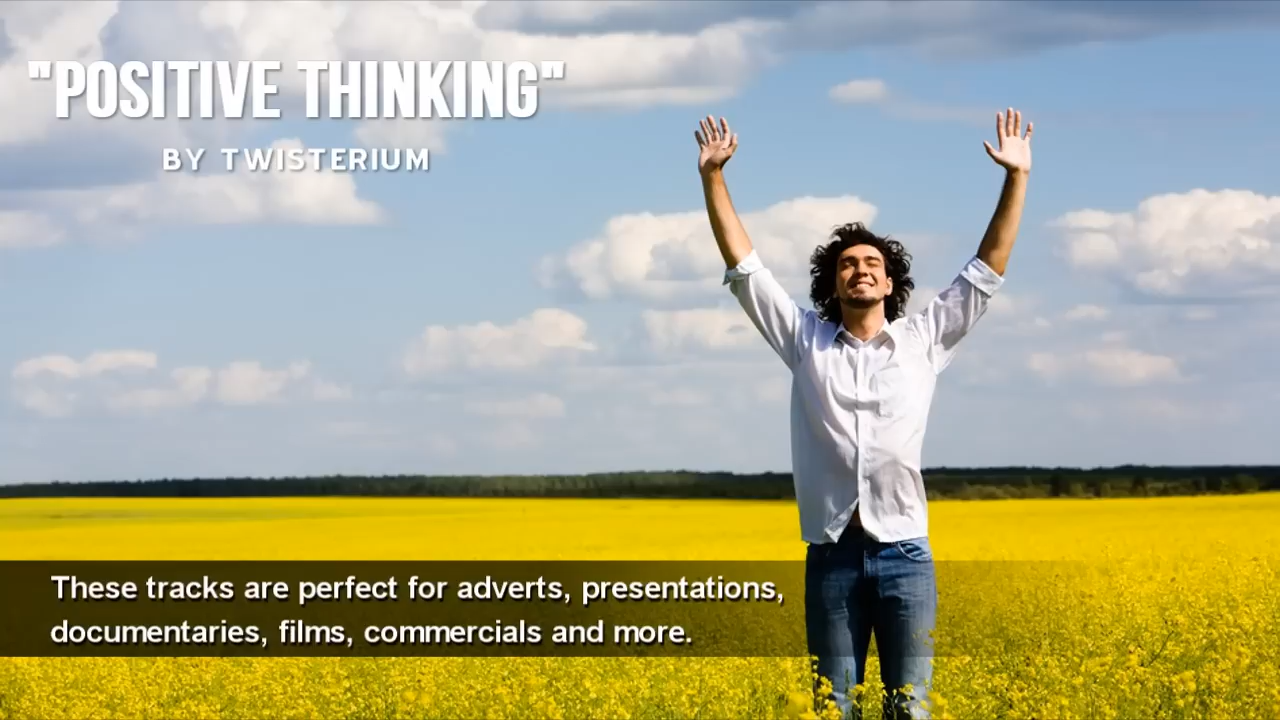 "POSITIVE THINKING"
BY TWISTERIUM
These tracks are perfect for adverts, presentations,
documentaries, films, commercials and more.